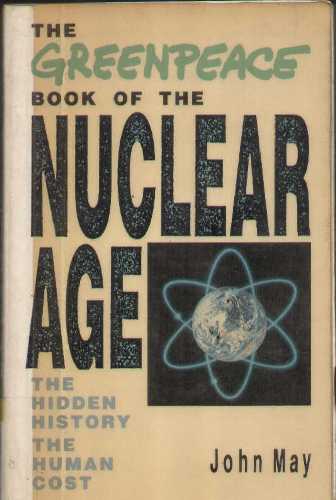 THE
GREENPEACE
BOOK OF THE
NUCLEAR
AGE
THE
HIDDEN
HISTORY
THE
HUMAN
COST
John May